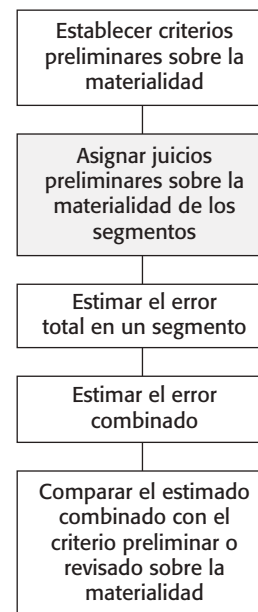 Establecer criterios
preliminares sobre la
materialidad
Asignar juicios
preliminares sobre la
materialidad de los
segmentos
Estimar el error
total en un segmento
Estimar el error
combinado
Comparar el estimado
combinado con el
criterio preliminar o
revisado sobre la
materialidad